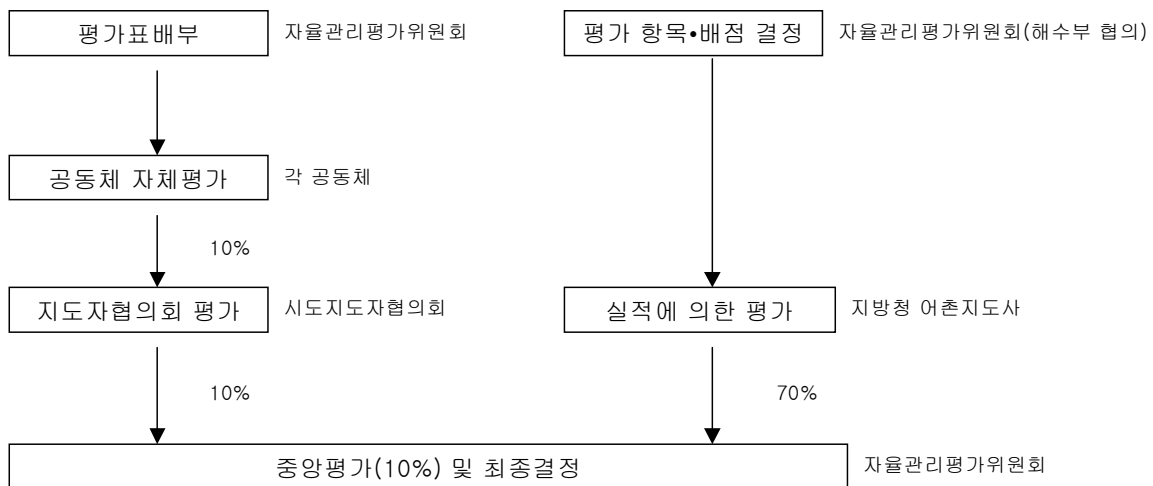 평가표배부 자율관리평가위원회 평가 항목•배점 결정 자율관리평가위원회(해수부 협의)
공동체 자체평가 각 공동체
10%
지도자협의회 평가 시도지도자협의회 실적에 의한 평가 지방청 어촌지도사
10% 70%
중앙평가(10%) 및 최종결정 자율관리평가위원회